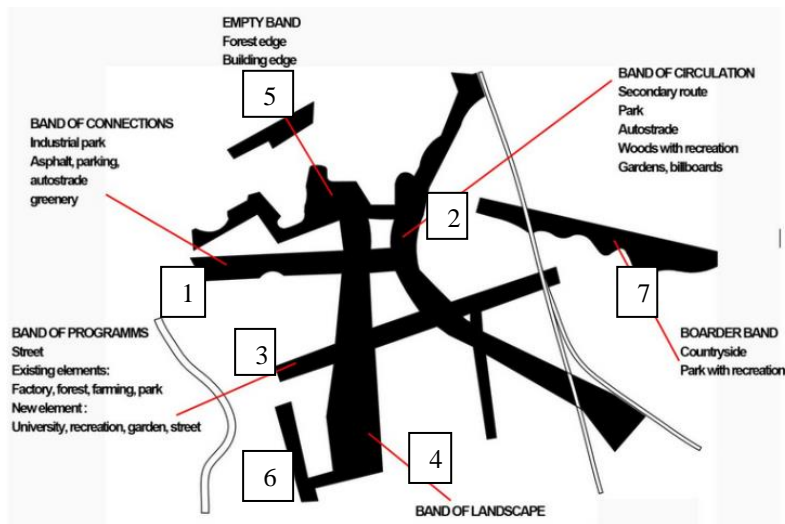 EMPTY BAND
Forest edge
Building edge
5
BAND OF CIRCULATION
Secondary route
Park
Autostrade
Woods with recreation
Gardens, billboards
BAND OF CONNECTIONS
Industrial park
Asphalt, parking,
autostrade
greenery
2
1
7
BAND OF PROGRAMMS
Street
Existing elements:
Factory, forest, farming, park
New element :
University, recreation, garden, street
3
BOARDER BAND
Countryside
Park with recreation
4
6
BAND OF LANDSCAPE